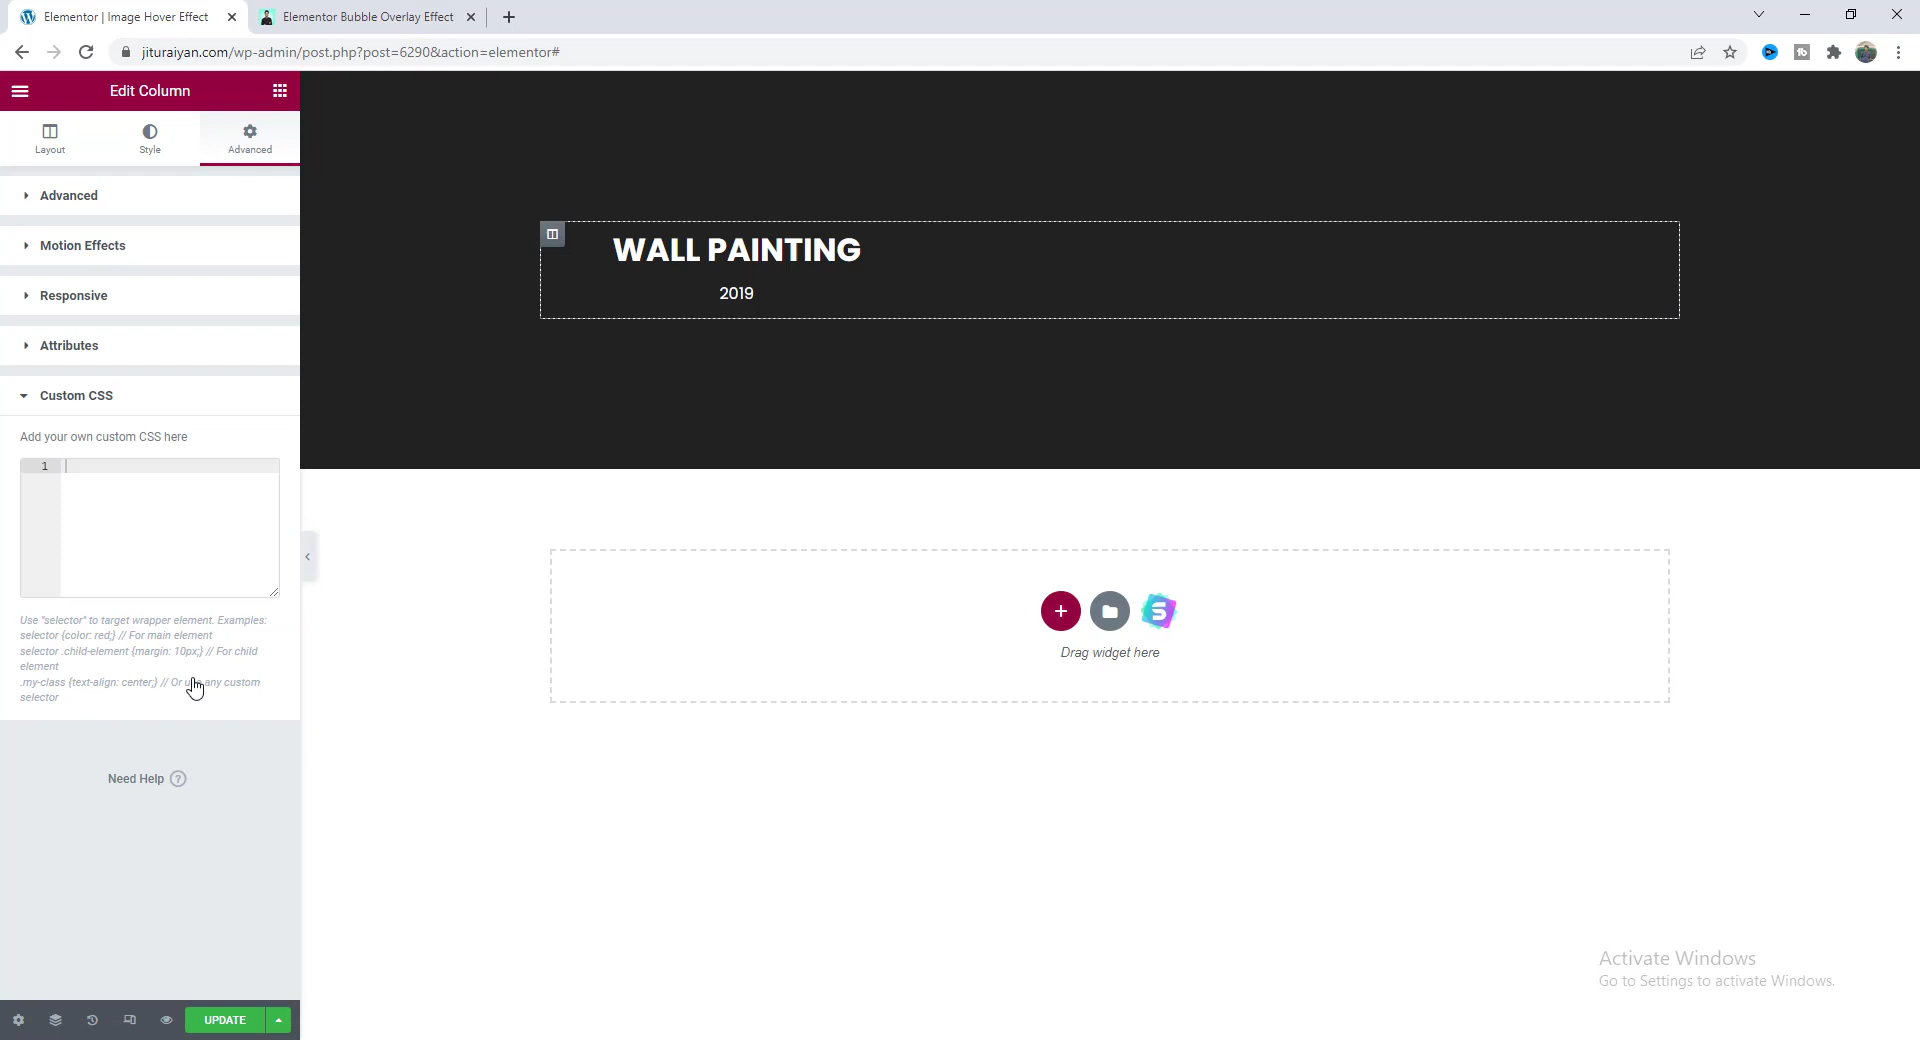 Elementor | Image Hover Effect
Elementor Bubble Overlay Effect
jituraiyan.com/wp-admin/post.php?post=6290&action=elementor#
Edit Column
Layout
Style
Advanced
Advanced
Motion Effects
Responsive
Attributes
Custom CSS
Add your own custom CSS here
1
Use "selector" to target wrapper element. Examples:
selector {color: red;} // For main element
selector .child-element {margin: 10px;} // For child
element
.my-class {text-align: center;} // Or use any custom
selector
Need Help ?
UPDATE
WALL PAINTING
2019
Drag widget here
Activate Windows
Go to Settings to activate Windows.